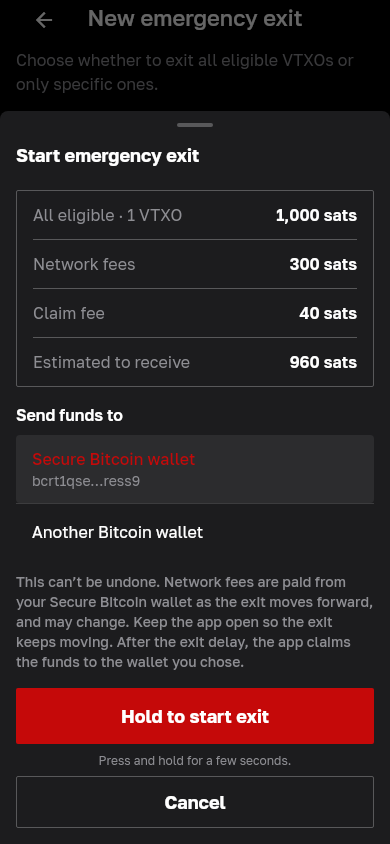 New emergency exit
Choose whether to exit all eligible VTXOs or
only specific ones.
Start emergency exit
All eligible · 1 VTXO 1,000 sats
Network fees 300 sats
Claim fee 40 sats
Estimated to receive 960 sats
Send funds to
Secure Bitcoin wallet
bcrt1qse...ress9
Another Bitcoin wallet
This can't be undone. Network fees are paid from
your Secure Bitcoin wallet as the exit moves forward,
and may change. Keep the app open so the exit
keeps moving. After the exit delay, the app claims
the funds to the wallet you chose.
Hold to start exit
Press and hold for a few seconds.
Cancel